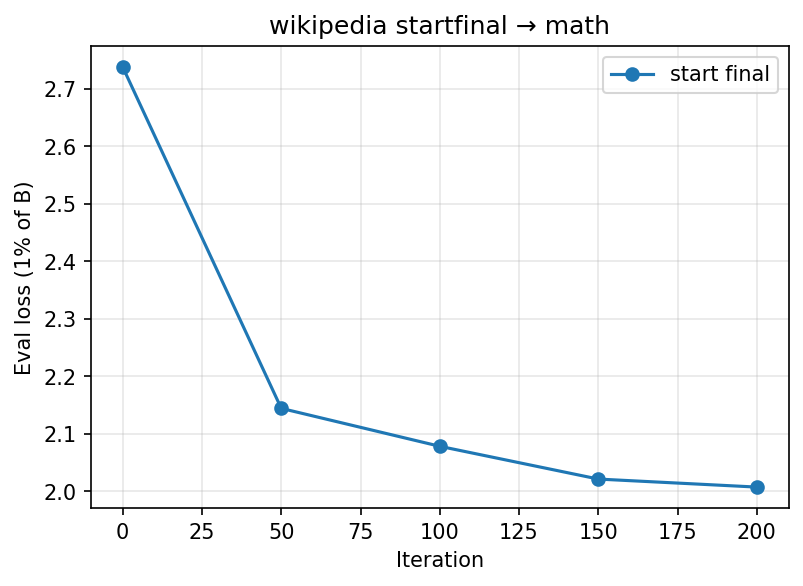 wikipedia startfinal → math
start final
Eval loss (1% of B)
2.7
2.6
2.5
2.4
2.3
2.2
2.1
2.0
0 25 50 75 100 125 150 175 200
Iteration